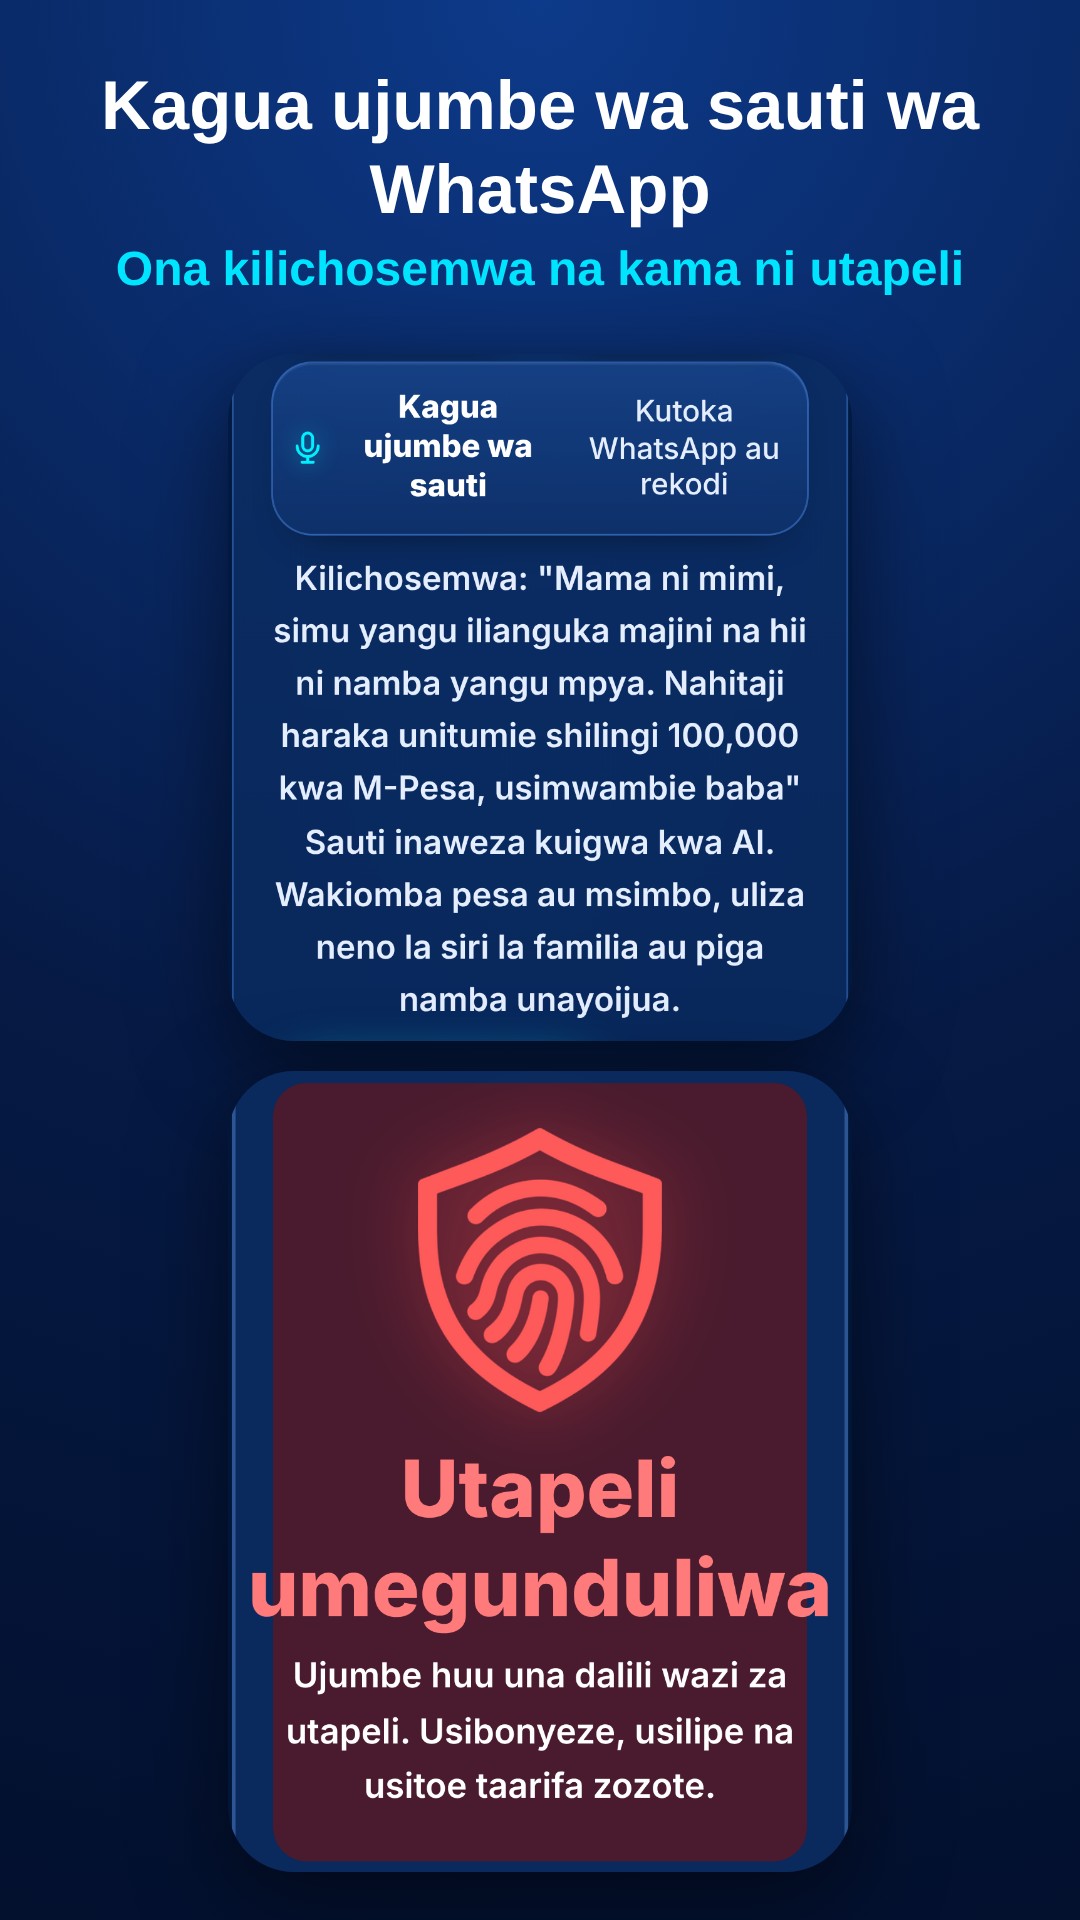 Kagua ujumbe wa sauti wa
WhatsApp
Ona kilichosemwa na kama ni utapeli
Kagua
ujumbe wa
sauti
Kutoka
WhatsApp au
rekodi
Kilichosemwa: "Mama ni mimi,
simu yangu ilianguka majini na hii
ni namba yangu mpya. Nahitaji
haraka unitumie shilingi 100,000
kwa M-Pesa, usimwambie baba"
Sauti inaweza kuigwa kwa AI.
Wakiomba pesa au msimbo, uliza
neno la siri la familia au piga
namba unayoijua.
Utapeli
umegunduliwa
Ujumbe huu una dalili wazi za
utapeli. Usibonyeze, usilipe na
usitoe taarifa zozote.